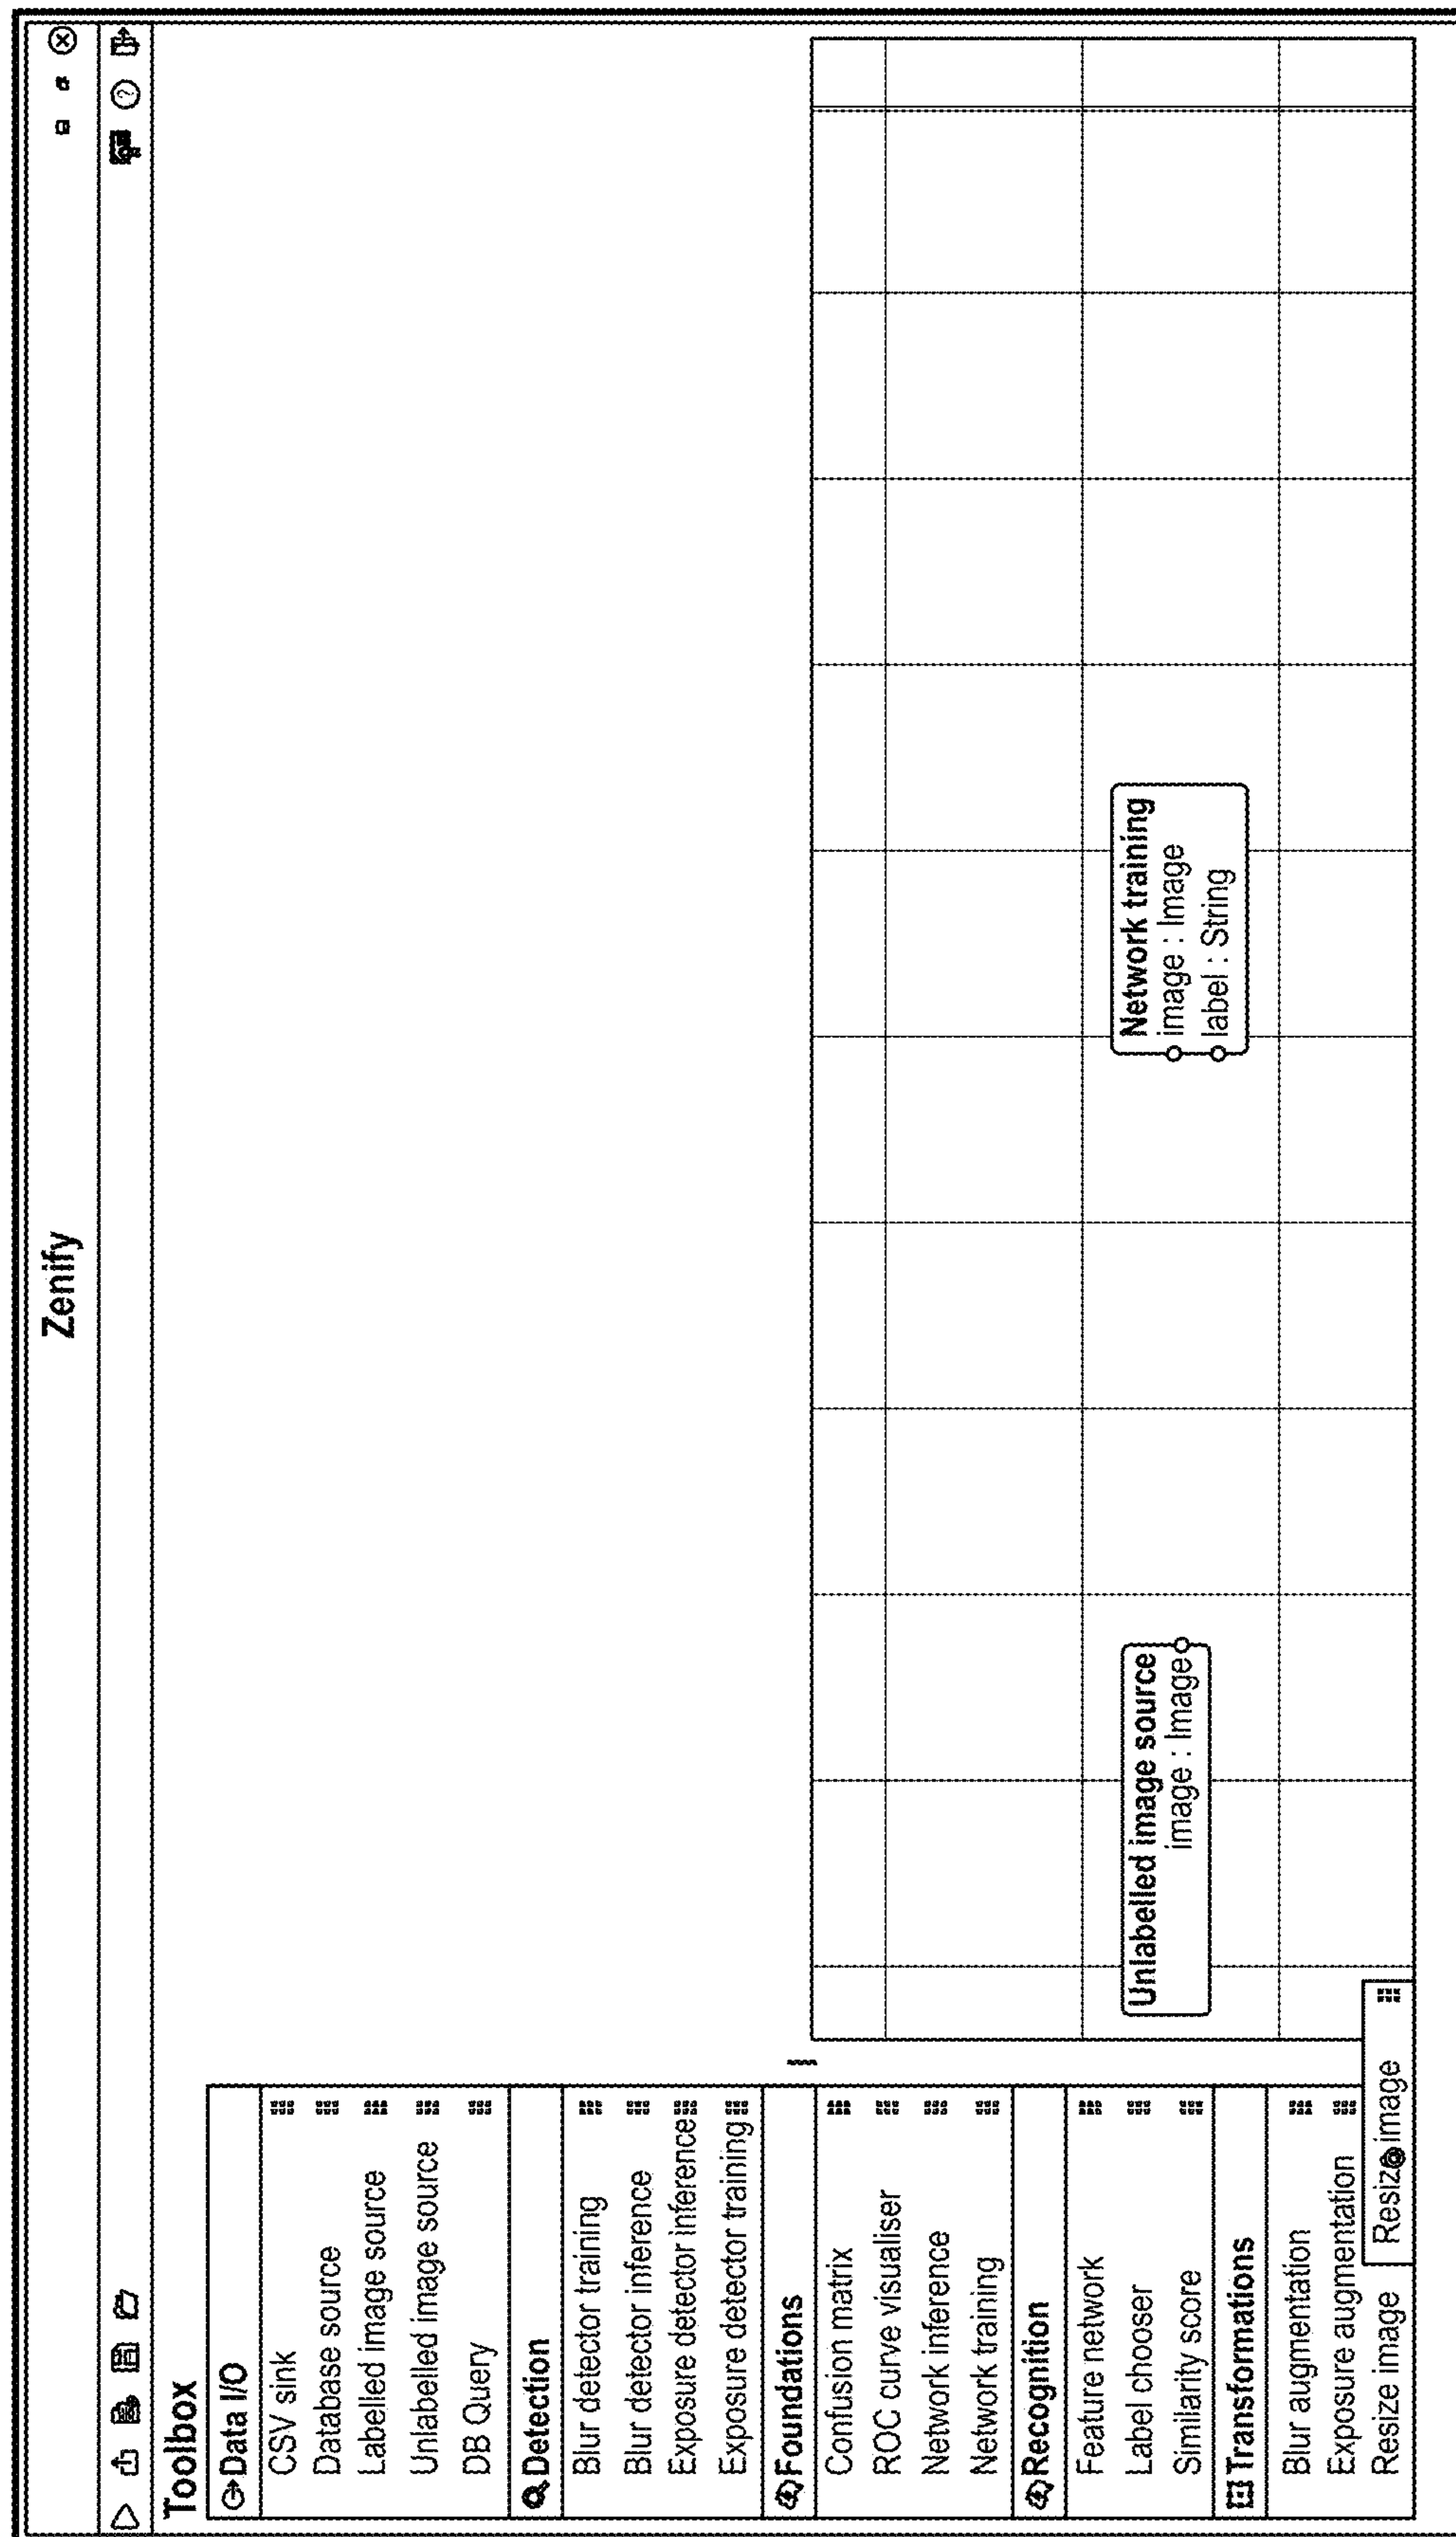 Zenify
Toolbox
Data I/O
CSV sink
Database source
Labelled image source
Unlabelled image source
DB Query
Detection
Blur detector training
Blur detector inference
Exposure detector inference
Exposure detector training
Foundations
Confusion matrix
ROC curve visualiser
Network inference
Network training
Recognition
Feature network
Label chooser
Similarity score
Transformations
Blur augmentation
Exposure augmentation
Resize image
Resize image
Unlabelled image source
image : Image
Network training
image : Image
label : String